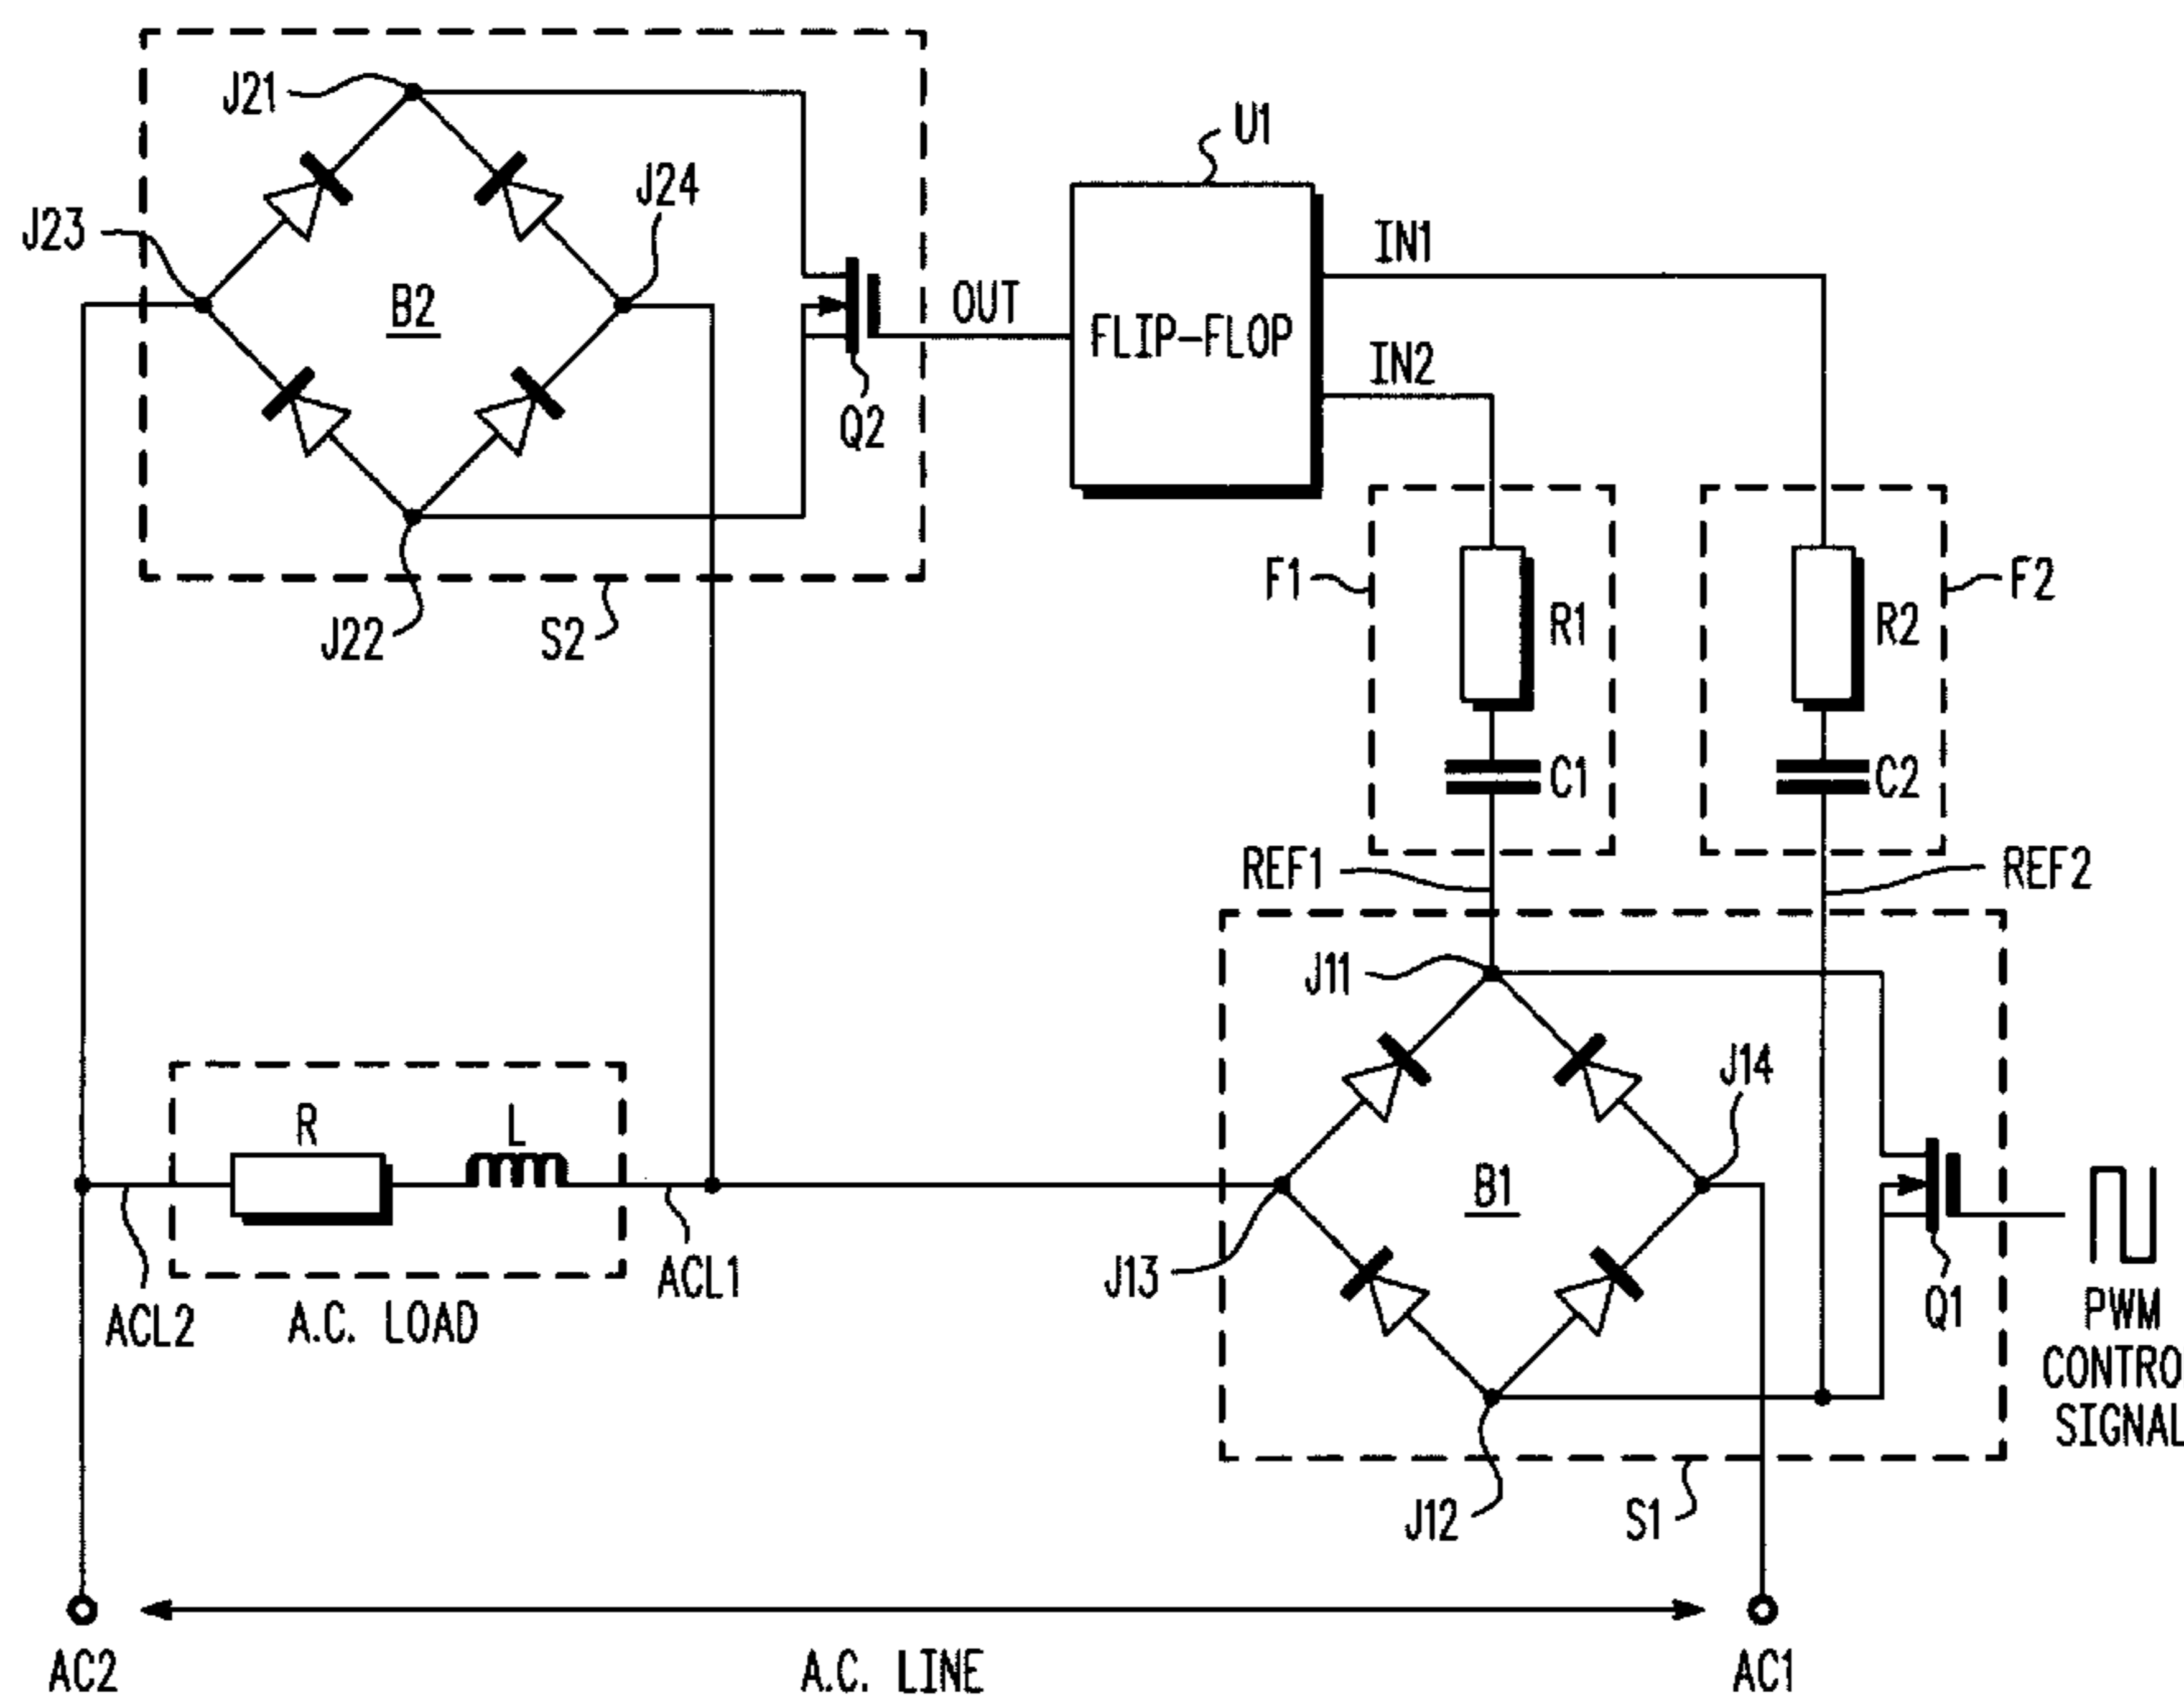 J21
U1
J24
J23
IN1
B2
OUT
FLIP-FLOP
IN2
Q2
F1
R1
R2
F2
J22
S2
C1
C2
REF1
REF2
J11
J14
R
L
B1
J13
ACL1
ACL2
A.C. LOAD
Q1
PWM
CONTRO
SIGNAL
J12
S1
AC2
A.C. LINE
AC1